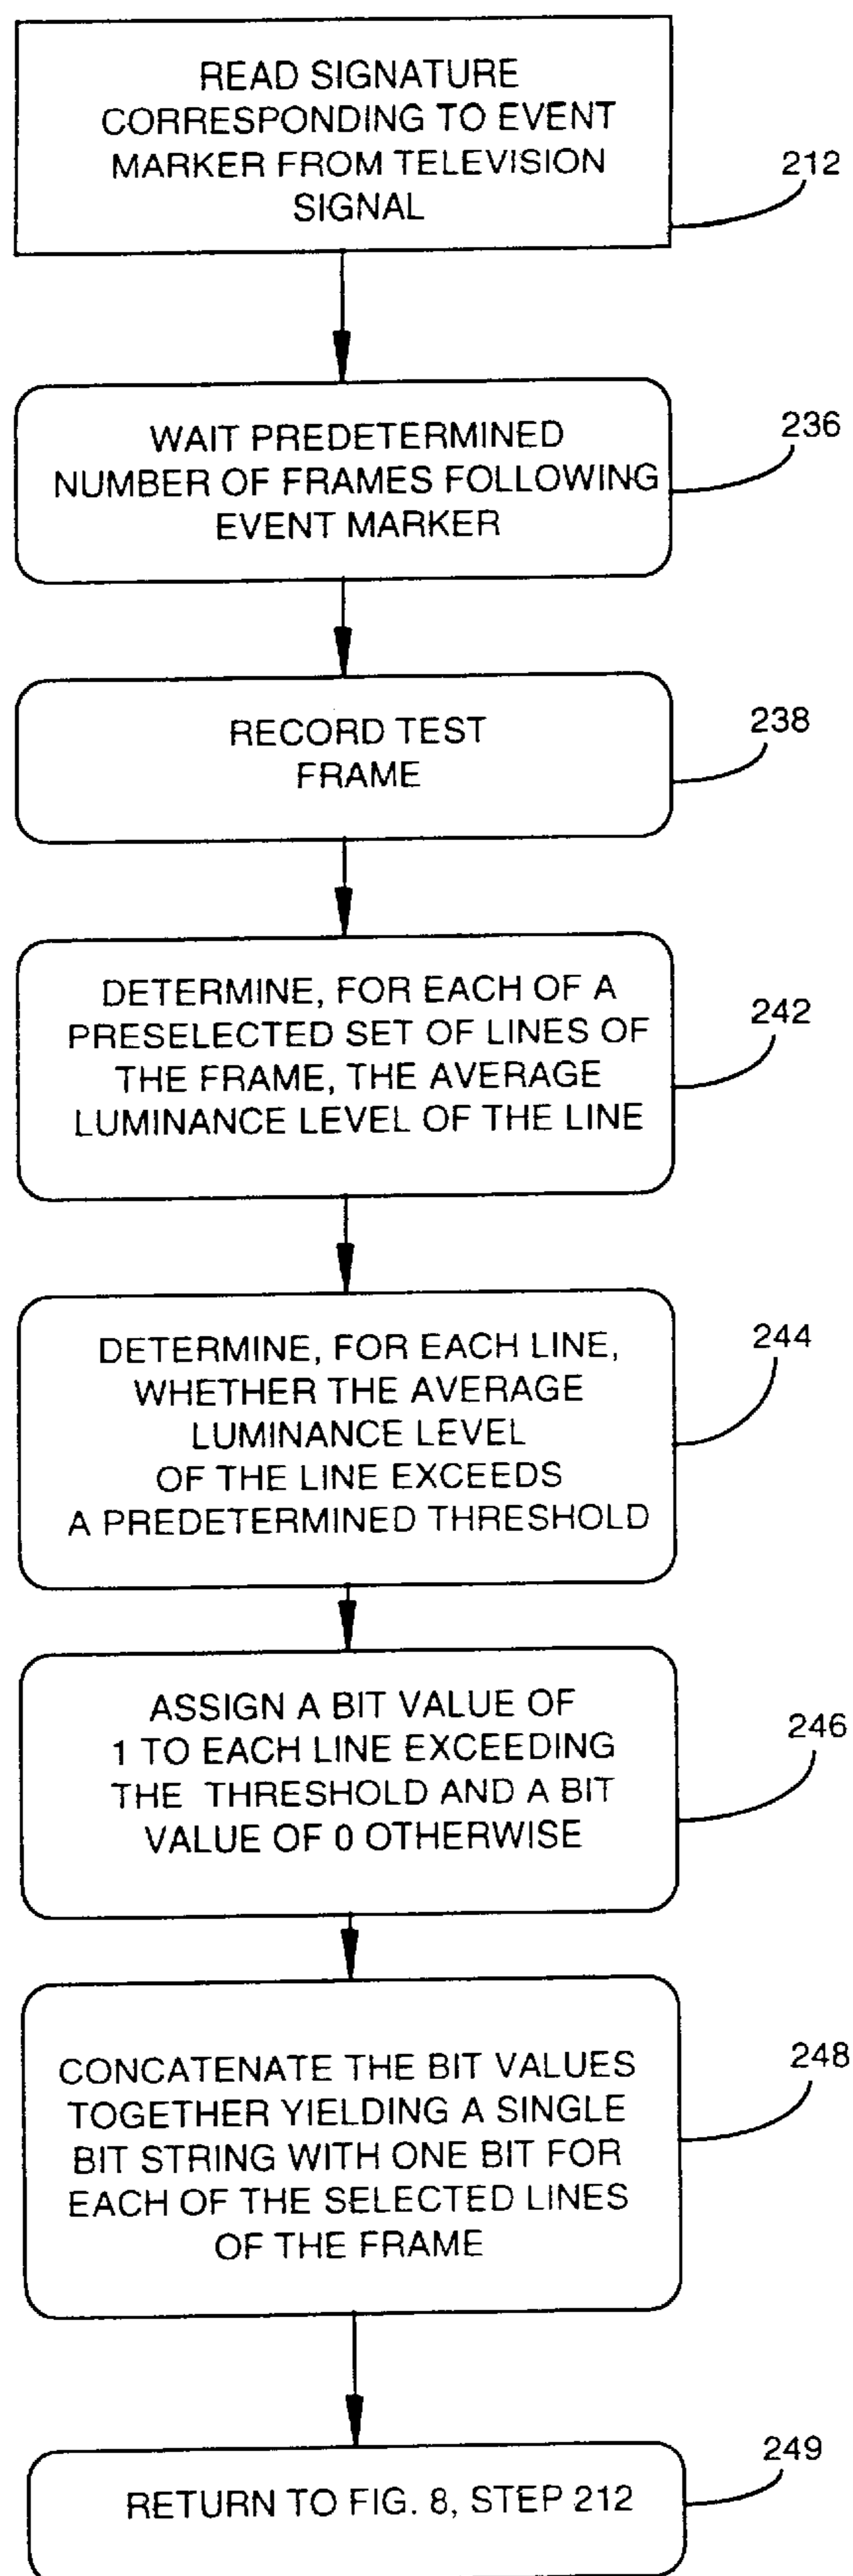 READ SIGNATURE
CORRESPONDING TO EVENT
MARKER FROM TELEVISION
SIGNAL
212
WAIT PREDETERMINED
NUMBER OF FRAMES FOLLOWING
EVENT MARKER
236
RECORD TEST
FRAME
238
DETERMINE, FOR EACH OF A
PRESELECTED SET OF LINES OF
THE FRAME, THE AVERAGE
LUMINANCE LEVEL OF THE LINE
242
DETERMINE, FOR EACH LINE,
WHETHER THE AVERAGE
LUMINANCE LEVEL
OF THE LINE EXCEEDS
A PREDETERMINED THRESHOLD
244
ASSIGN A BIT VALUE OF
1 TO EACH LINE EXCEEDING
THE THRESHOLD AND A BIT
VALUE OF 0 OTHERWISE
246
CONCATENATE THE BIT VALUES
TOGETHER YIELDING A SINGLE
BIT STRING WITH ONE BIT FOR
EACH OF THE SELECTED LINES
OF THE FRAME
248
RETURN TO FIG. 8, STEP 212
249